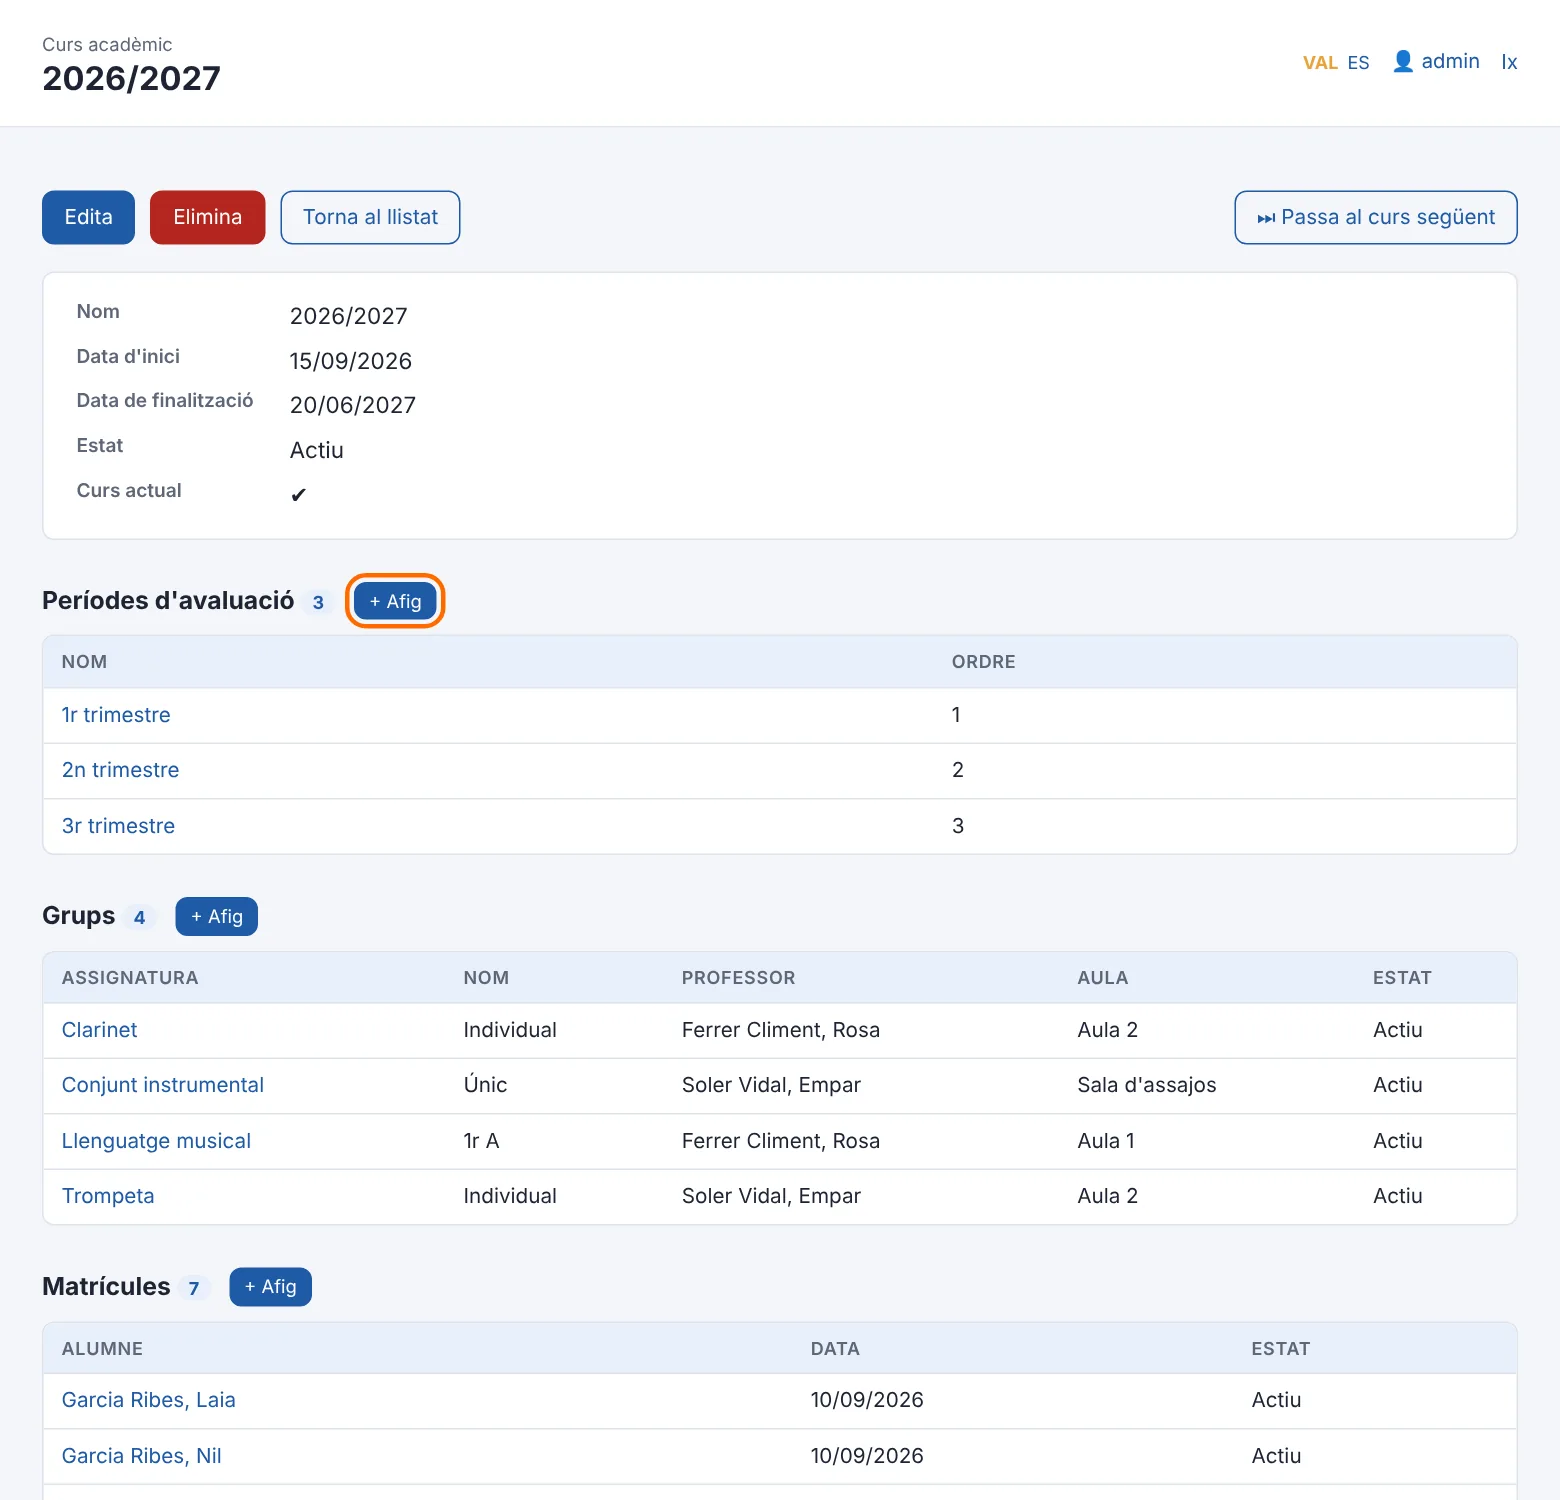 Curs acadèmic
2026/2027
VAL ES admin Ix
Edita Elimina Torna al llistat Passa al curs següent
Nom 2026/2027
Data d'inici 15/09/2026
Data de finalització 20/06/2027
Estat Actiu
Curs actual ✔
Períodes d'avaluació 3 + Afig
NOM ORDRE
1r trimestre 1
2n trimestre 2
3r trimestre 3
Grups 4 + Afig
ASSIGNATURA NOM PROFESSOR AULA ESTAT
Clarinet Individual Ferrer Climent, Rosa Aula 2 Actiu
Conjunt instrumental Únic Soler Vidal, Empar Sala d'assajos Actiu
Llenguatge musical 1r A Ferrer Climent, Rosa Aula 1 Actiu
Trompeta Individual Soler Vidal, Empar Aula 2 Actiu
Matrícules 7 + Afig
ALUMNE DATA ESTAT
Garcia Ribes, Laia 10/09/2026 Actiu
Garcia Ribes, Nil 10/09/2026 Actiu